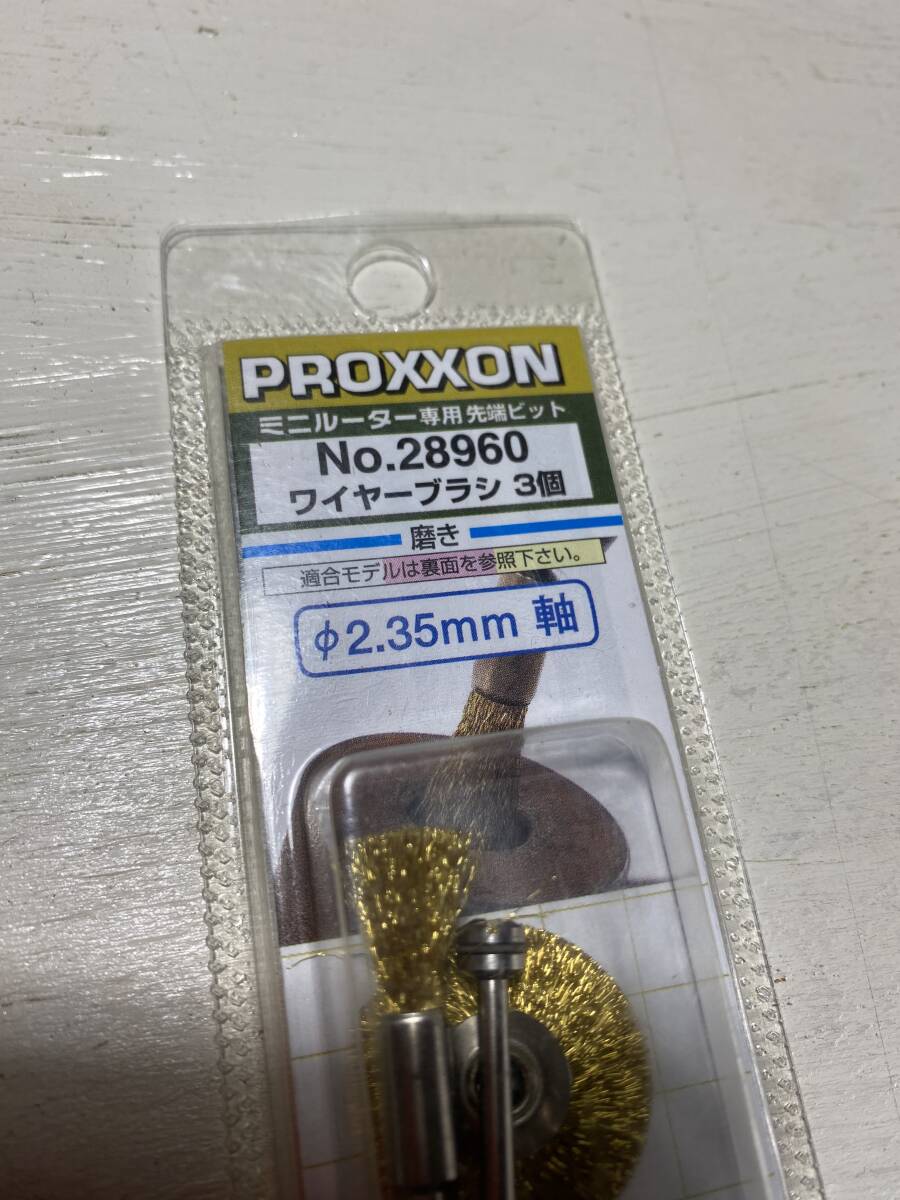 PROXXON
ミニルーター専用 先端ビット
No.28960
ワイヤーブラシ 3個
磨き
適合モデルは裏面を参照下さい。
φ2.35mm 軸